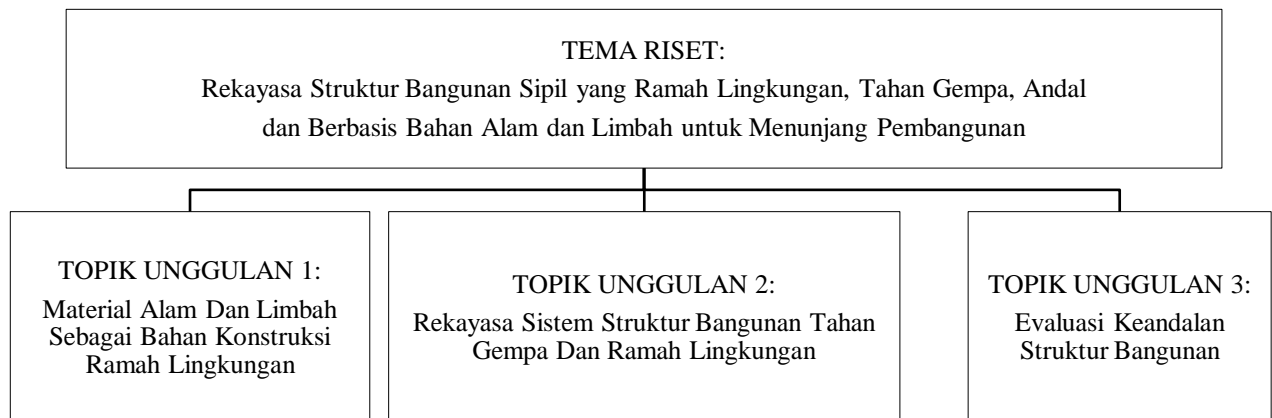 TEMA RISET:
Rekayasa Struktur Bangunan Sipil yang Ramah Lingkungan, Tahan Gempa, Andal
dan Berbasis Bahan Alam dan Limbah untuk Menunjang Pembangunan
TOPIK UNGGULAN 1:
Material Alam Dan Limbah
Sebagai Bahan Konstruksi
Ramah Lingkungan
TOPIK UNGGULAN 2:
Rekayasa Sistem Struktur Bangunan Tahan
Gempa Dan Ramah Lingkungan
TOPIK UNGGULAN 3:
Evaluasi Keandalan
Struktur Bangunan